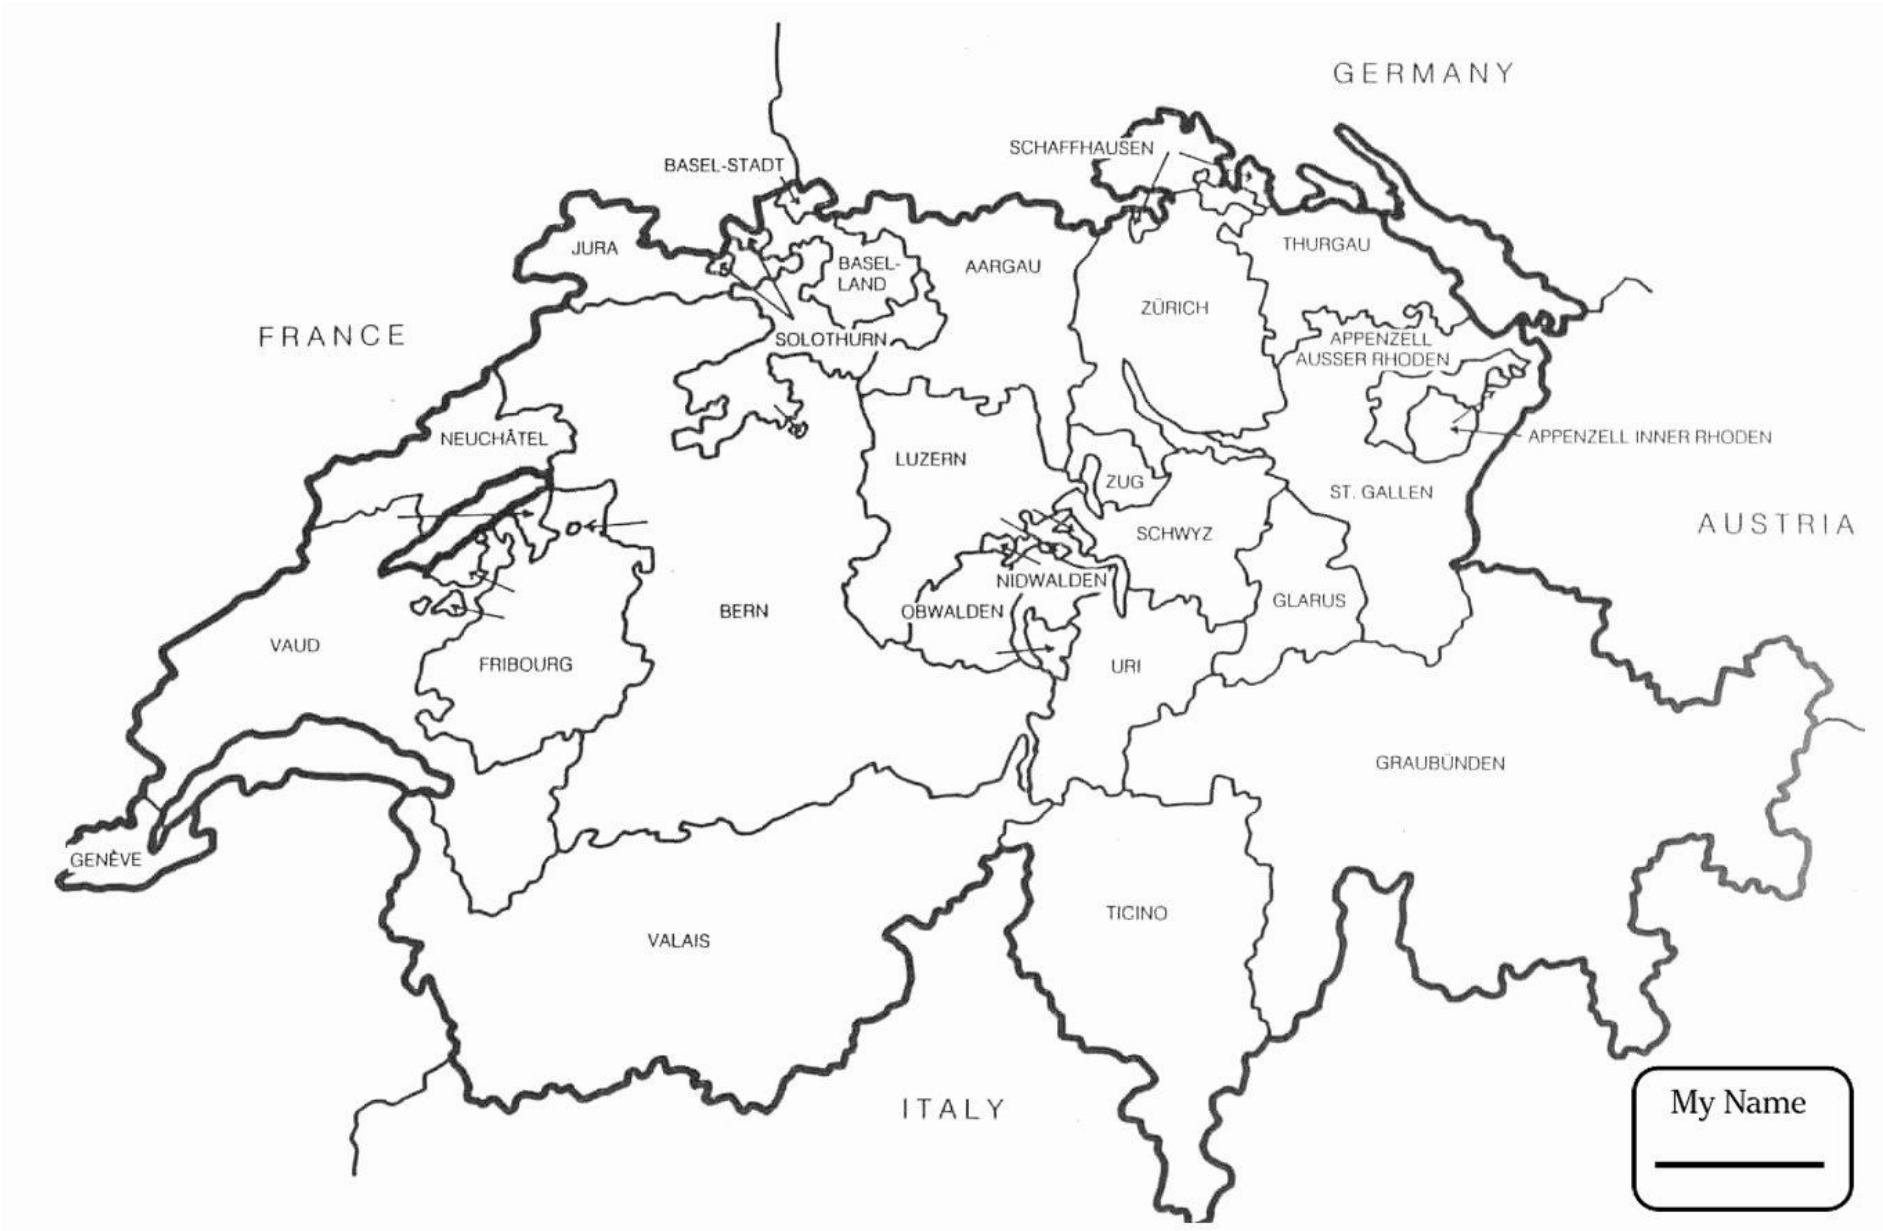 GERMANY
SCHAFFHAUSEN
BASEL-STADT
JURA
THURGAU
BASEL-
LAND
AARGAU
ZÜRICH
FRANCE
SOLOTHURN
APPENZELL
AUSSER RHODEN
NEUCHÂTEL
APPENZELL INNER RHODEN
LUZERN
ZUG
ST. GALLEN
AUSTRIA
SCHWYZ
NIDWALDEN
OBWALDEN
GLARUS
BERN
VAUD
FRIBOURG
URI
GRAUBÜNDEN
GENÈVE
TICINO
VALAIS
ITALY
My Name